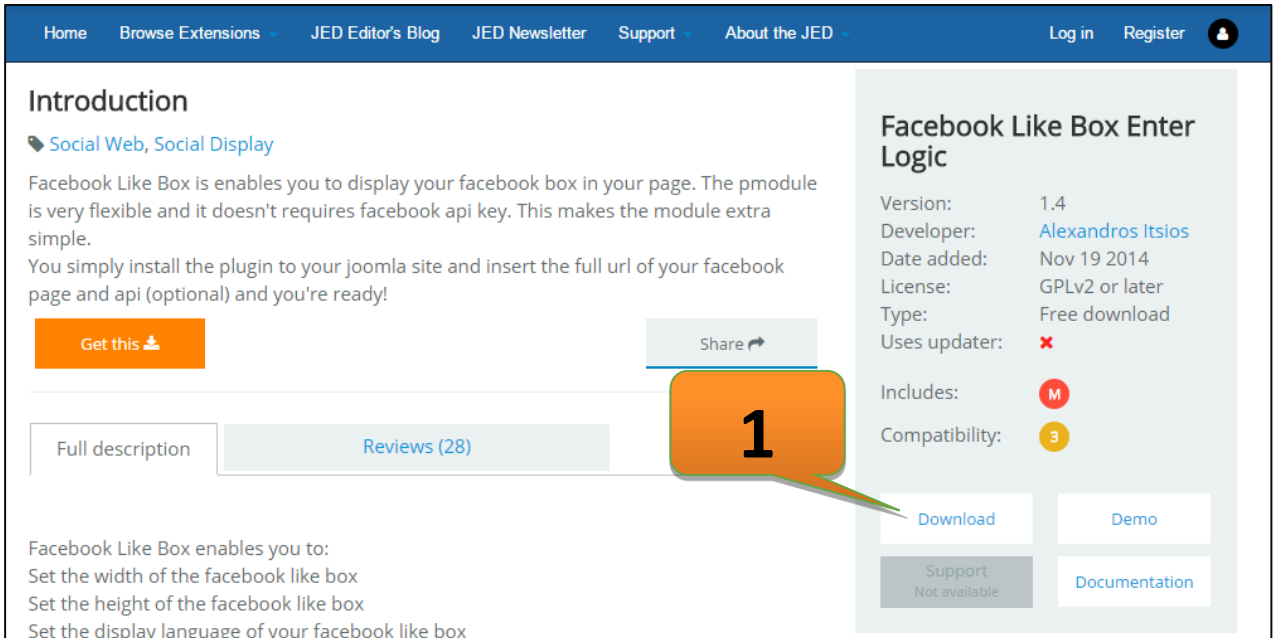 Home Browse Extensions JED Editor's Blog JED Newsletter Support About the JED Log in Register
Introduction
Social Web, Social Display
Facebook Like Box is enables you to display your facebook box in your page. The pmodule
is very flexible and it doesn't requires facebook api key. This makes the module extra
simple.
You simply install the plugin to your joomla site and insert the full url of your facebook
page and api (optional) and you're ready!
Get this
Share
Full description
Reviews (28)
Facebook Like Box enables you to:
Set the width of the facebook like box
Set the height of the facebook like box
Set the display language of your facebook like box
1
Facebook Like Box Enter
Logic
Version: 1.4
Developer: Alexandros Itsios
Date added: Nov 19 2014
License: GPLv2 or later
Type: Free download
Uses updater:
Includes: M
Compatibility: 3
Download
Demo
Support
Not available
Documentation